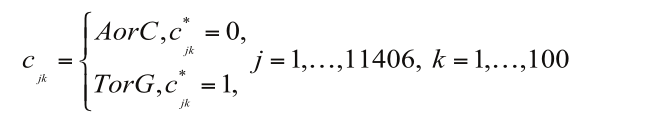 c_{jk} = { AorC, c^*_{jk} = 0,
TorG, c^*_{jk} = 1, j = 1,...,11406, k = 1,...,100